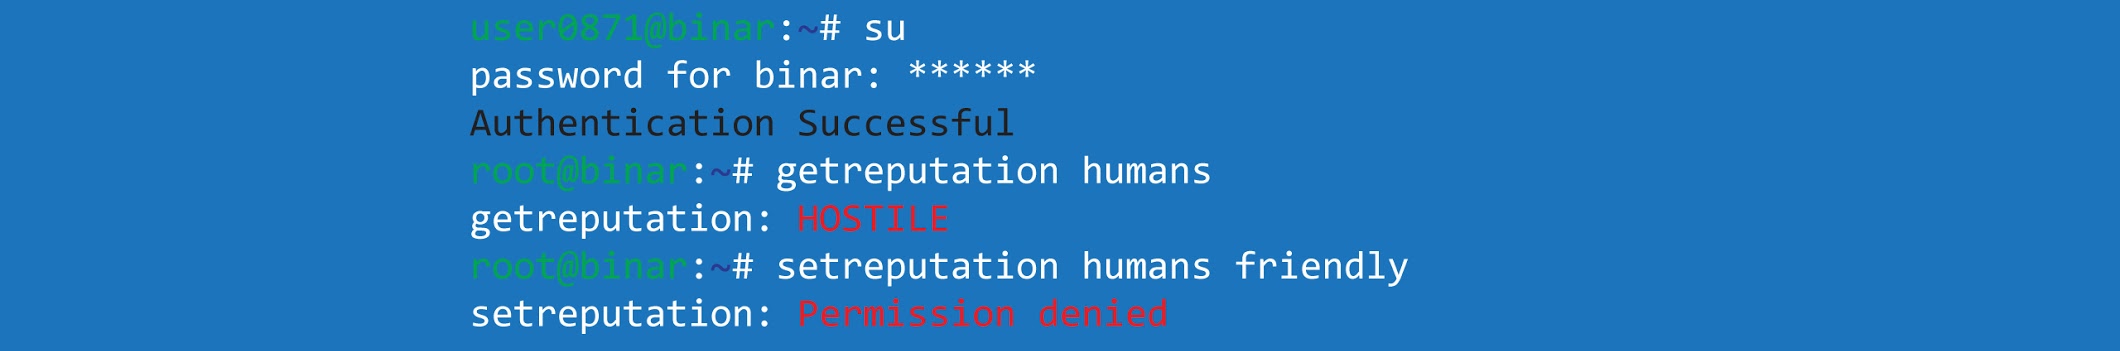 user0871@binar:~# su
password for binar: ******
Authentication Successful
root@binar:~# getreputation humans
getreputation: HOSTILE
root@binar:~# setreputation humans friendly
setreputation: Permission denied